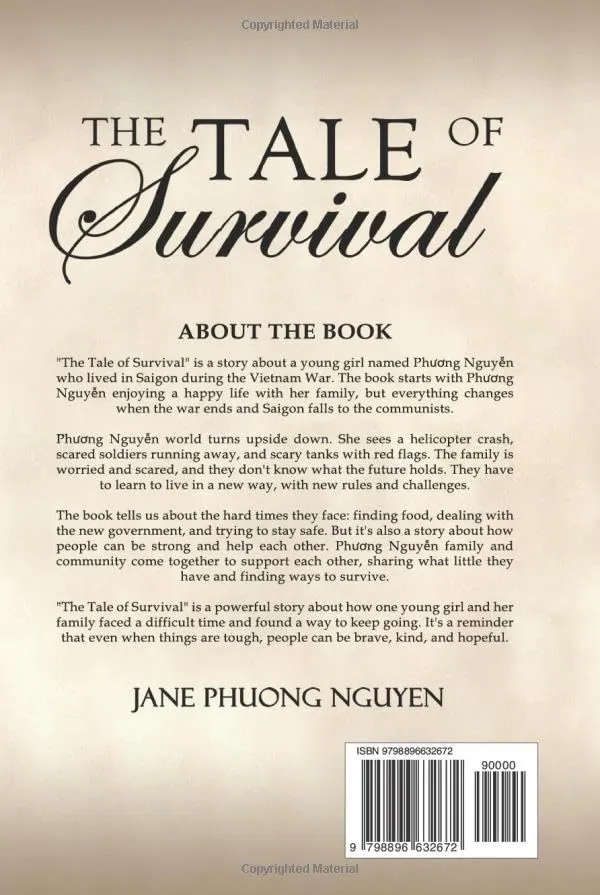 Copyrighted Material
THE TALE OF
Survival
ABOUT THE BOOK
"The Tale of Survival" is a story about a young girl named Phương Nguyễn
who lived in Saigon during the Vietnam War. The book starts with Phương
Nguyễn enjoying a happy life with her family, but everything changes
when the war ends and Saigon falls to the communists.
Phương Nguyễn world turns upside down. She sees a helicopter crash,
scared soldiers running away, and scary tanks with red flags. The family is
worried and scared, and they don't know what the future holds. They have
to learn to live in a new way, with new rules and challenges.
The book tells us about the hard times they face: finding food, dealing with
the new government, and trying to stay safe. But it's also a story about how
people can be strong and help each other. Phương Nguyễn family and
community come together to support each other, sharing what little they
have and finding ways to survive.
"The Tale of Survival" is a powerful story about how one young girl and her
family faced a difficult time and found a way to keep going. It's a reminder
that even when things are tough, people can be brave, kind, and hopeful.
JANE PHUONG NGUYEN
ISBN 9798896632672
90000
9 798896 632672
Copyrighted Material